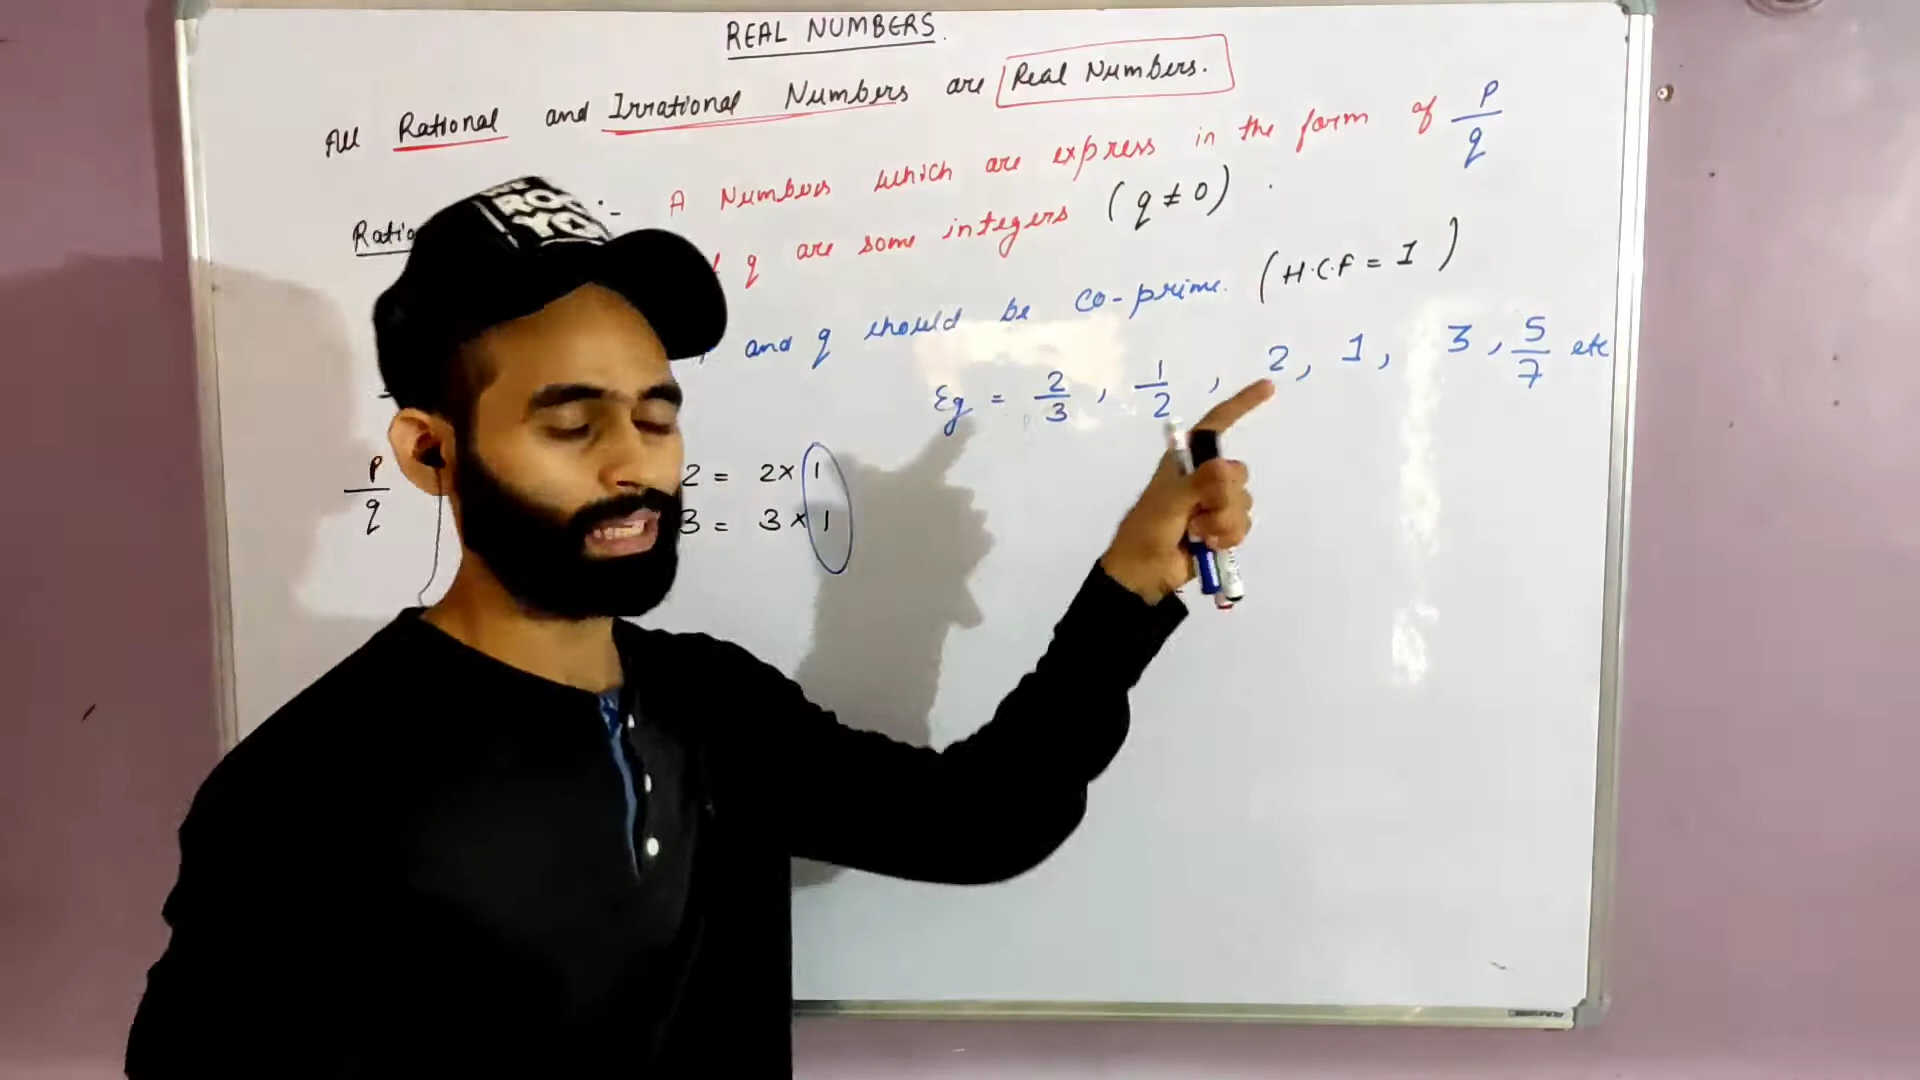 REAL NUMBERS.
All Rational and Irrational Numbers are Real Numbers.
:- A Numbers which are express in the form of p/q
q are some integers (q ≠ 0).
and q should be co-prime. (H.C.F = 1)
Eg = 2/3, 1/2, 2, 1, 3, 5/7 etc
p/q
2 = 2 × 1
3 = 3 × 1